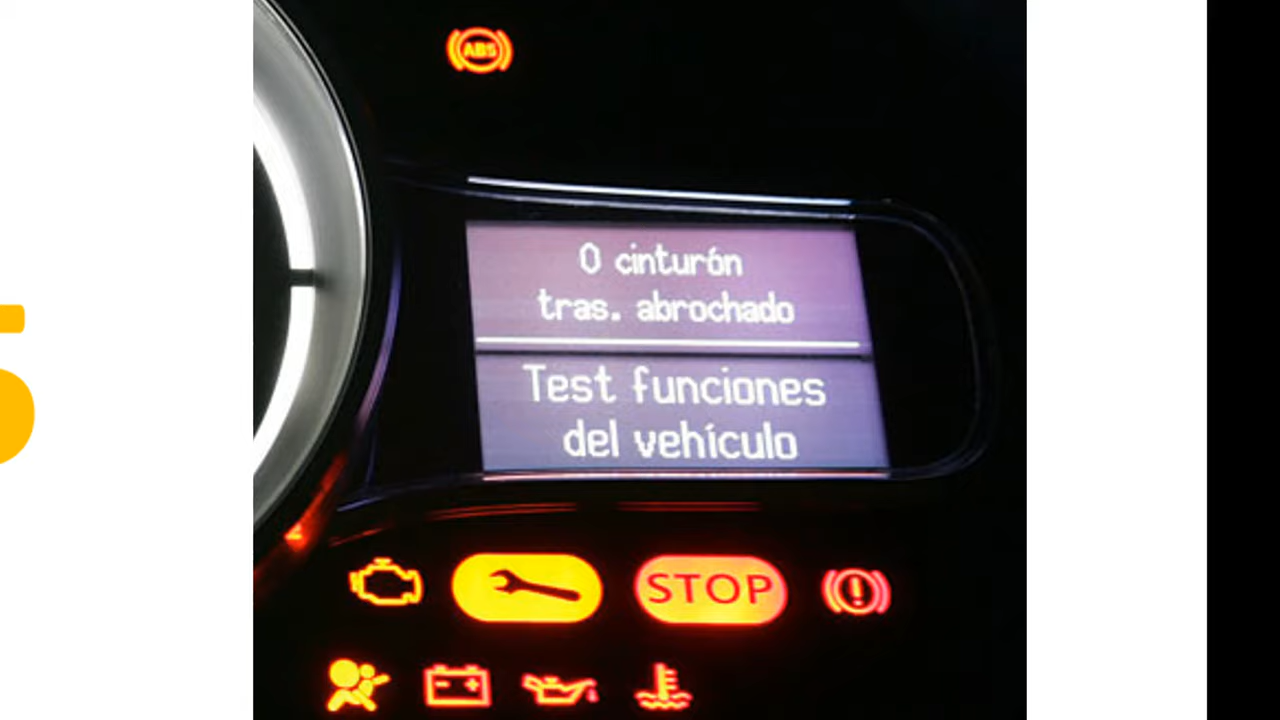 ABS
0 cinturón
tras. abrochado
Test funciones
del vehículo
STOP